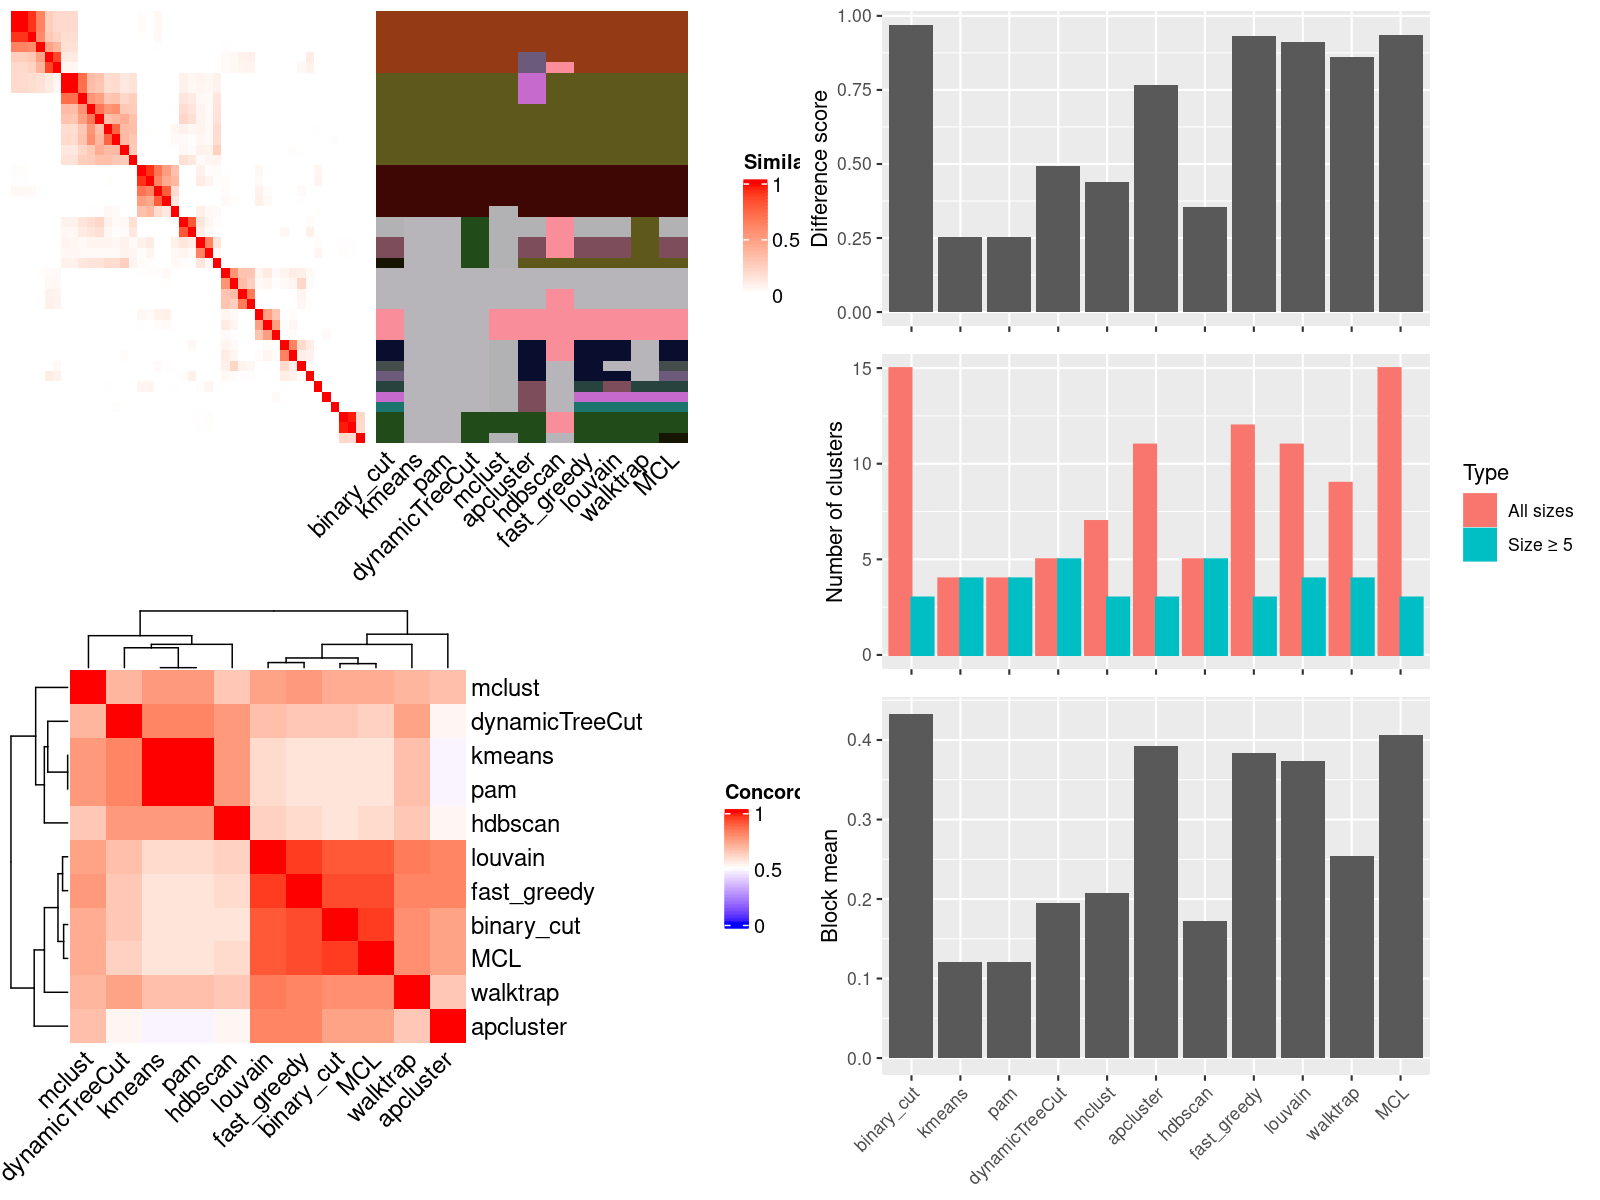 Simila
1
0.5
0
binary_cut
kmeans
pam
dynamicTreeCut
mclust
apcluster
hdbscan
fast_greedy
louvain
walktrap
MCL
mclust
dynamicTreeCut
kmeans
pam
hdbscan
louvain
fast_greedy
binary_cut
MCL
walktrap
apcluster
Concord
1
0.5
0
mclust
dynamicTreeCut
kmeans
pam
hdbscan
louvain
fast_greedy
binary_cut
MCL
walktrap
apcluster
Difference score
1.00
0.75
0.50
0.25
0.00
Number of clusters
15
10
5
0
Type
All sizes
Size ≥ 5
Block mean
0.4
0.3
0.2
0.1
0.0
binary_cut
kmeans
pam
dynamicTreeCut
mclust
apcluster
hdbscan
fast_greedy
louvain
walktrap
MCL